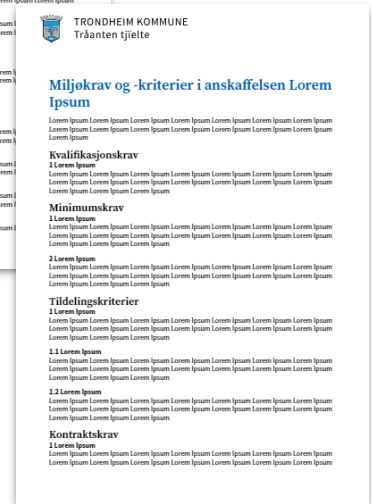 TRONDHEIM KOMMUNE
Tråanten tjïelte
Miljøkrav og -kriterier i anskaffelsen Lorem
Ipsum
Lorem Ipsum Lorem Ipsum Lorem Ipsum Lorem Ipsum Lorem Ipsum Lorem Ipsum Lorem Ipsum
Lorem Ipsum Lorem Ipsum Lorem Ipsum Lorem Ipsum Lorem Ipsum Lorem Ipsum Lorem Ipsum
Lorem Ipsum
Kvalifikasjonskrav
1 Lorem Ipsum
Lorem Ipsum Lorem Ipsum Lorem Ipsum Lorem Ipsum Lorem Ipsum Lorem Ipsum Lorem Ipsum
Lorem Ipsum Lorem Ipsum Lorem Ipsum Lorem Ipsum Lorem Ipsum Lorem Ipsum Lorem Ipsum
Lorem Ipsum Lorem Ipsum Lorem Ipsum
Minimumskrav
1 Lorem Ipsum
Lorem Ipsum Lorem Ipsum Lorem Ipsum Lorem Ipsum Lorem Ipsum Lorem Ipsum Lorem Ipsum
Lorem Ipsum Lorem Ipsum Lorem Ipsum Lorem Ipsum Lorem Ipsum Lorem Ipsum Lorem Ipsum
Lorem Ipsum Lorem Ipsum Lorem Ipsum
2 Lorem Ipsum
Lorem Ipsum Lorem Ipsum Lorem Ipsum Lorem Ipsum Lorem Ipsum Lorem Ipsum Lorem Ipsum
Lorem Ipsum Lorem Ipsum Lorem Ipsum Lorem Ipsum Lorem Ipsum Lorem Ipsum Lorem Ipsum
Lorem Ipsum Lorem Ipsum Lorem Ipsum
Tildelingskriterier
1 Lorem Ipsum
Lorem Ipsum Lorem Ipsum Lorem Ipsum Lorem Ipsum Lorem Ipsum Lorem Ipsum Lorem Ipsum
Lorem Ipsum Lorem Ipsum Lorem Ipsum Lorem Ipsum Lorem Ipsum Lorem Ipsum Lorem Ipsum
Lorem Ipsum Lorem Ipsum Lorem Ipsum
1.1 Lorem Ipsum
Lorem Ipsum Lorem Ipsum Lorem Ipsum Lorem Ipsum Lorem Ipsum Lorem Ipsum Lorem Ipsum
Lorem Ipsum Lorem Ipsum Lorem Ipsum Lorem Ipsum Lorem Ipsum Lorem Ipsum Lorem Ipsum
Lorem Ipsum Lorem Ipsum Lorem Ipsum
1.2 Lorem Ipsum
Lorem Ipsum Lorem Ipsum Lorem Ipsum Lorem Ipsum Lorem Ipsum Lorem Ipsum Lorem Ipsum
Lorem Ipsum Lorem Ipsum Lorem Ipsum Lorem Ipsum Lorem Ipsum Lorem Ipsum Lorem Ipsum
Lorem Ipsum Lorem Ipsum Lorem Ipsum
Kontraktskrav
1 Lorem Ipsum
Lorem Ipsum Lorem Ipsum Lorem Ipsum Lorem Ipsum Lorem Ipsum Lorem Ipsum Lorem Ipsum
Lorem Ipsum Lorem Ipsum Lorem Ipsum Lorem Ipsum Lorem Ipsum Lorem Ipsum Lorem Ipsum